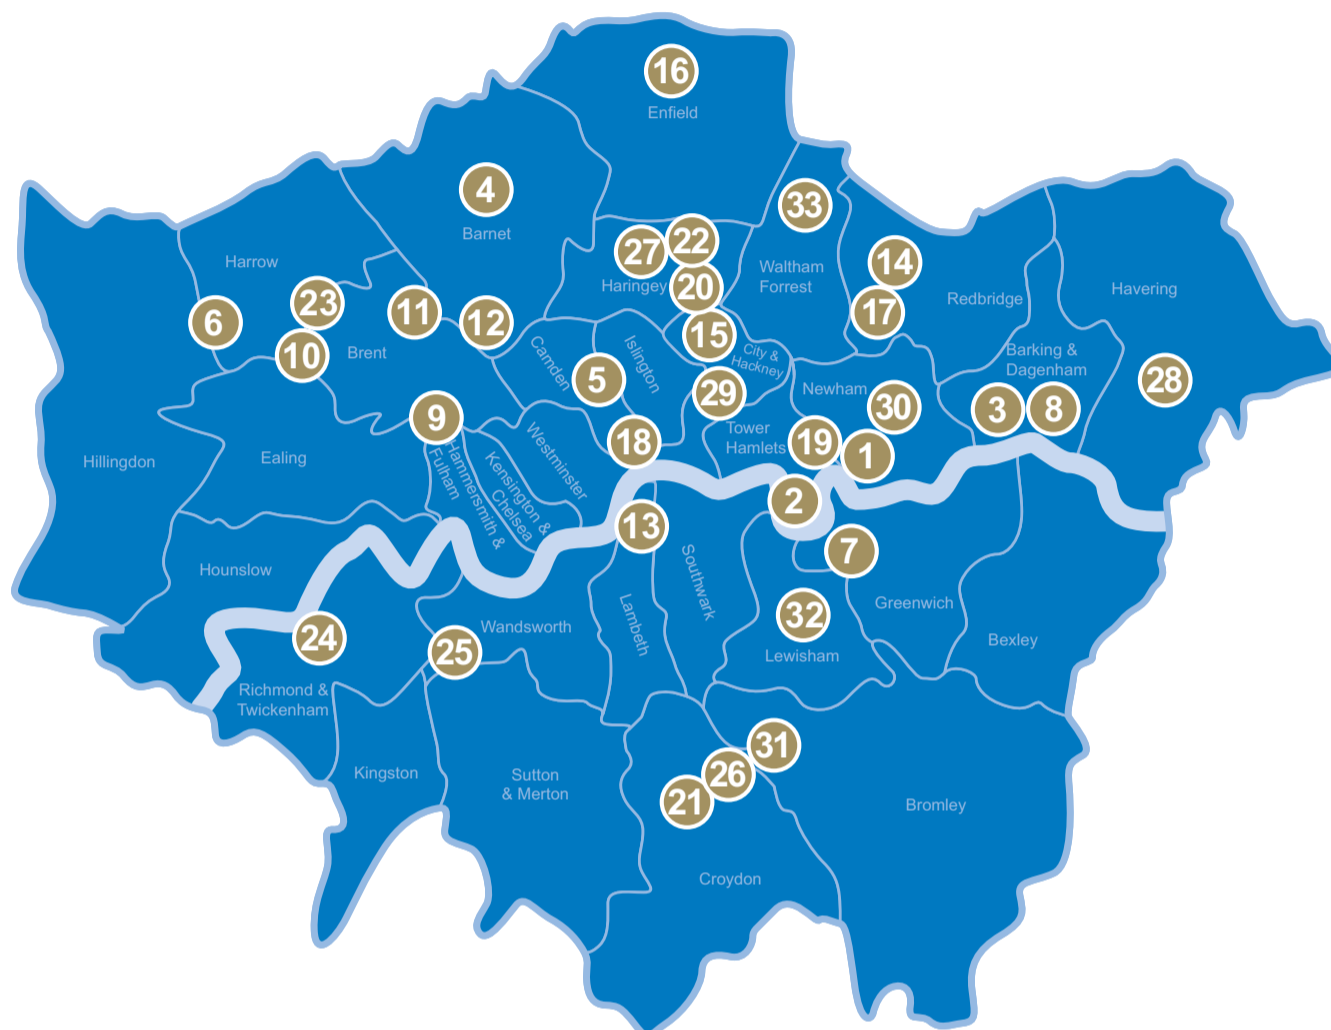 16
Enfield
4
Barnet
33
Waltham
Forrest
27
22
20
Haringey
14
17
Redbridge
Harrow
23
6
10
11
12
Brent
15
City &
Hackney
Havering
28
Barking &
Dagenham
3
8
Camden
5
Islington
29
Newham
30
19
1
Tower
Hamlets
18
2
9
Hammersmith &
Fulham
Kensington &
Chelsea
Westminster
Hillingdon
Ealing
Hounslow
13
7
Southwark
Lambeth
Greenwich
Bexley
32
Lewisham
24
25
Wandsworth
Richmond &
Twickenham
Kingston
Sutton
& Merton
31
26
21
Croydon
Bromley